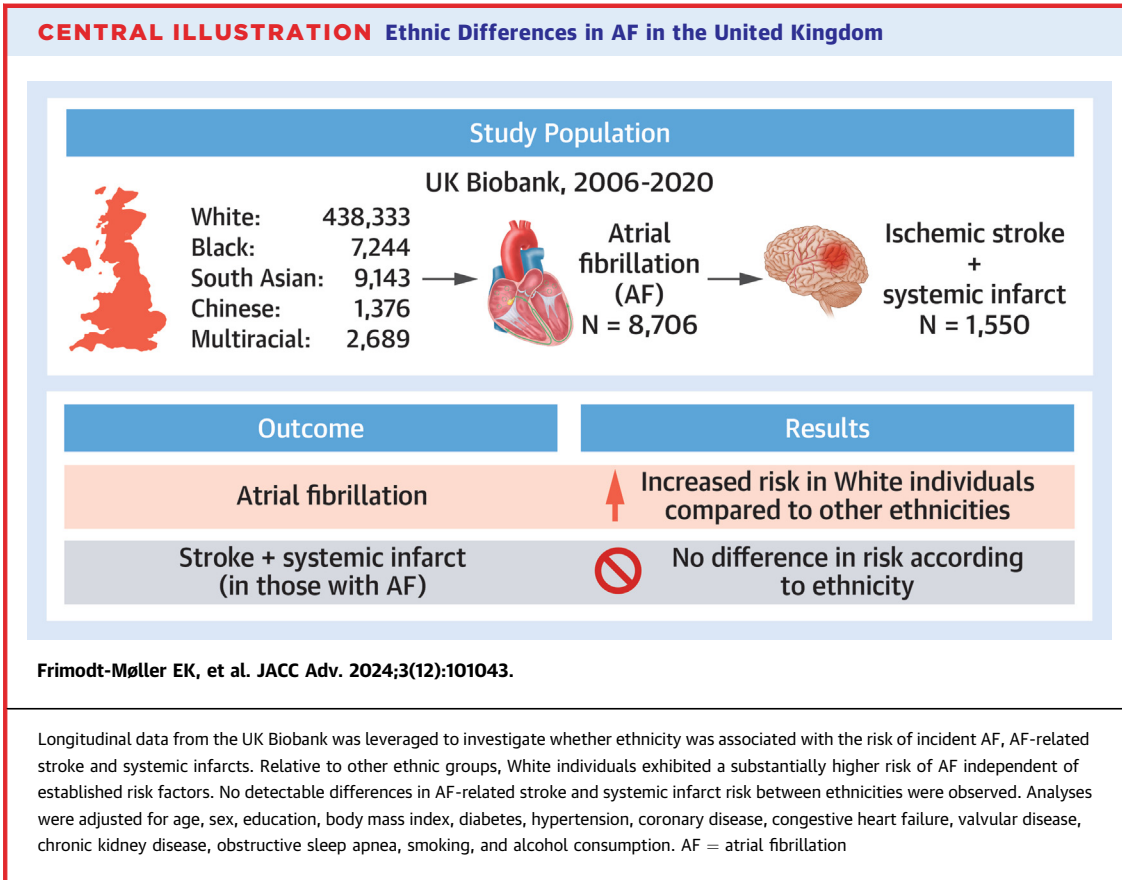 CENTRAL ILLUSTRATION Ethnic Differences in AF in the United Kingdom
Study Population
UK Biobank, 2006-2020
White: 438,333
Black: 7,244
South Asian: 9,143
Chinese: 1,376
Multiracial: 2,689
Atrial
fibrillation
(AF)
N = 8,706
Ischemic stroke
+
systemic infarct
N = 1,550
Outcome
Results
Atrial fibrillation
Increased risk in White individuals
compared to other ethnicities
Stroke + systemic infarct
(in those with AF)
No difference in risk according
to ethnicity
Frimodt-Møller EK, et al. JACC Adv. 2024;3(12):101043.
Longitudinal data from the UK Biobank was leveraged to investigate whether ethnicity was associated with the risk of incident AF, AF-related
stroke and systemic infarcts. Relative to other ethnic groups, White individuals exhibited a substantially higher risk of AF independent of
established risk factors. No detectable differences in AF-related stroke and systemic infarct risk between ethnicities were observed. Analyses
were adjusted for age, sex, education, body mass index, diabetes, hypertension, coronary disease, congestive heart failure, valvular disease,
chronic kidney disease, obstructive sleep apnea, smoking, and alcohol consumption. AF = atrial fibrillation